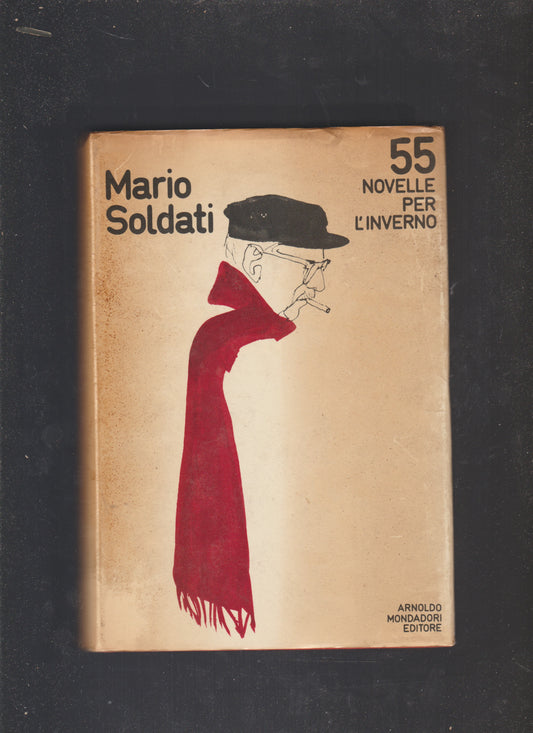 Mario
Soldati
55
NOVELLE
PER
L'INVERNO
ARNOLDO
MONDADORI
EDITORE